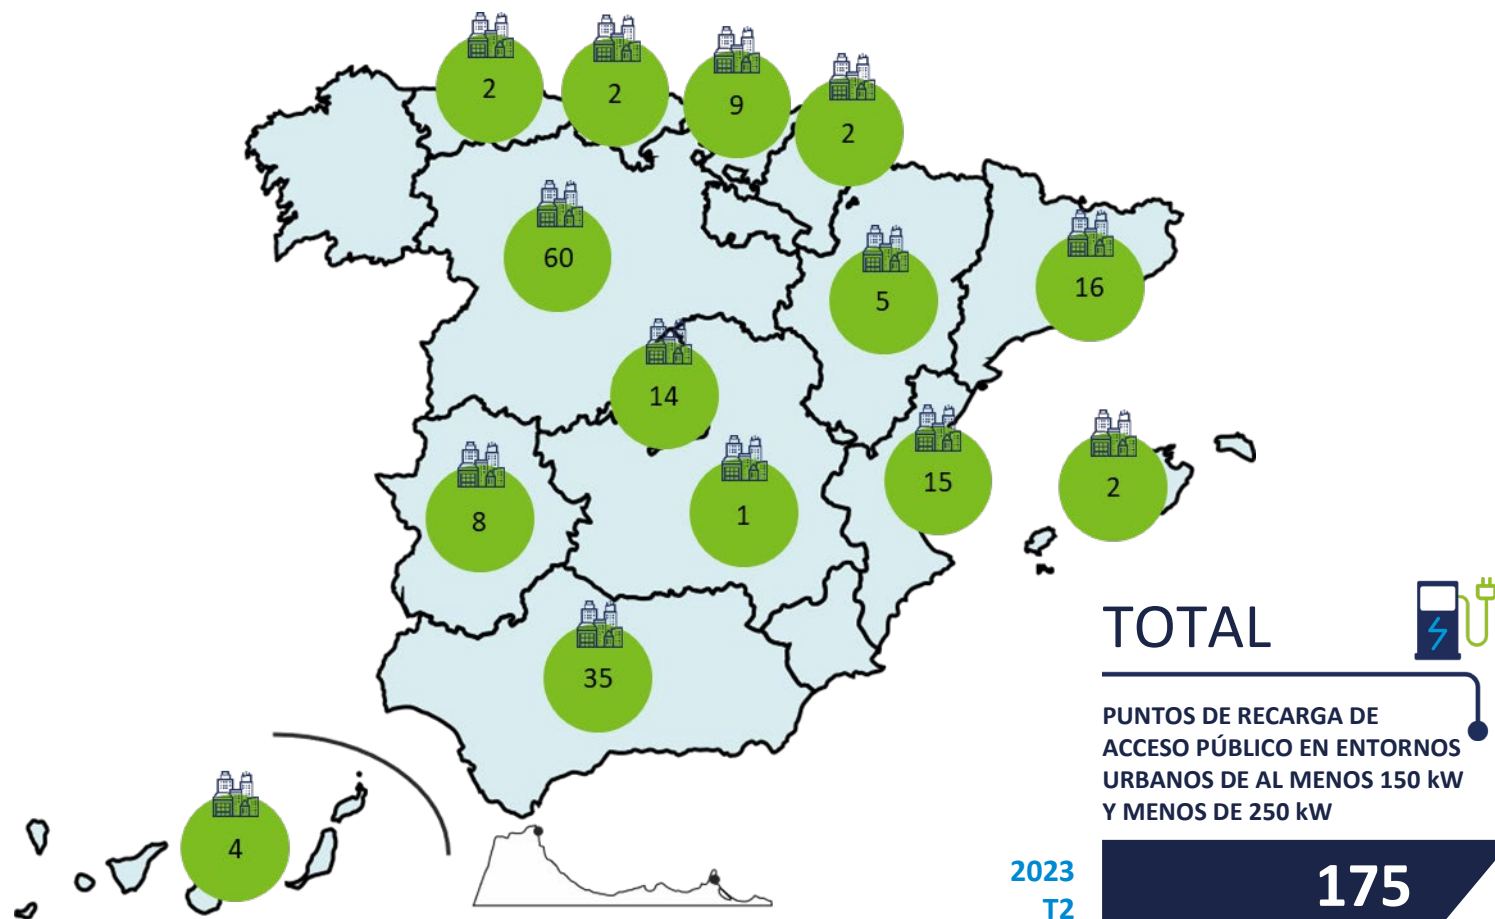 2
2
9
2
60
5
16
14
15
2
8
1
35
4
TOTAL
PUNTOS DE RECARGA DE
ACCESO PÚBLICO EN ENTORNOS
URBANOS DE AL MENOS 150 kW
Y MENOS DE 250 kW
2023
T2
175